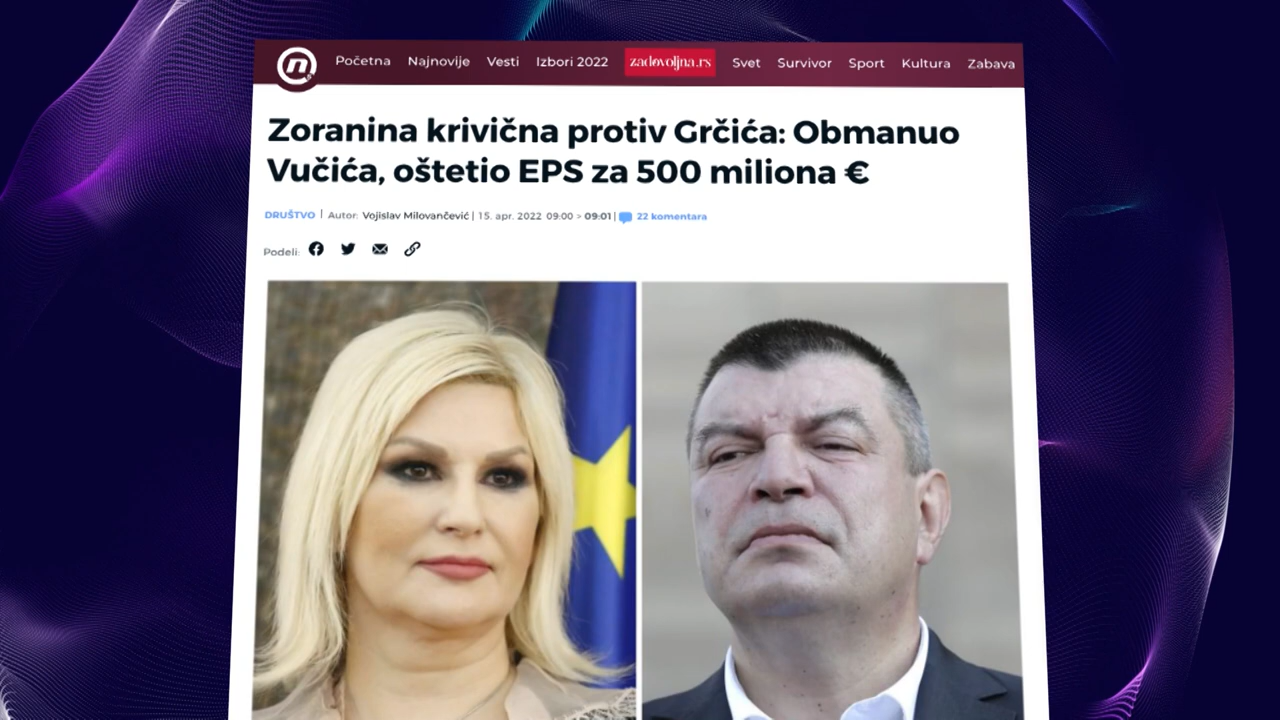 n Početna Najnovije Vesti Izbori 2022 zadovoljna.rs Svet Survivor Sport Kultura Zabava
Zoranina krivična protiv Grčića: Obmanuo
Vučića, oštetio EPS za 500 miliona €
DRUŠTVO | Autor: Vojislav Milovančević | 15. apr. 2022 09:00 > 09:01 | 22 komentara
Podeli: